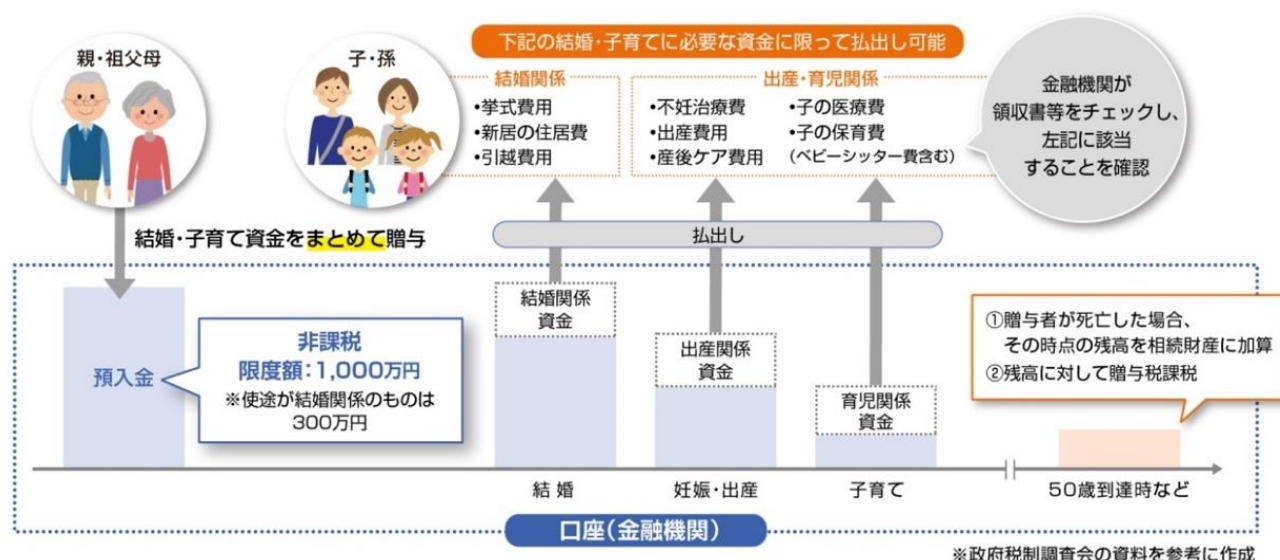 親・祖父母
子・孫
下記の結婚・子育てに必要な資金に限って払出し可能
結婚関係
・挙式費用
・新居の住居費
・引越費用
出産・育児関係
・不妊治療費
・出産費用
・産後ケア費用
・子の医療費
・子の保育費
（ベビーシッター費含む）
金融機関が
領収書等をチェックし、
左記に該当
することを確認
結婚・子育て資金をまとめて贈与
払出し
預入金
非課税
限度額：1,000万円
※使途が結婚関係のものは
300万円
結婚関係
資金
出産関係
資金
育児関係
資金
①贈与者が死亡した場合、
その時点の残高を相続財産に加算
②残高に対して贈与税課税
結 婚
妊娠・出産
子育て
50歳到達時など
口座（金融機関）
※政府税制調査会の資料を参考に作成